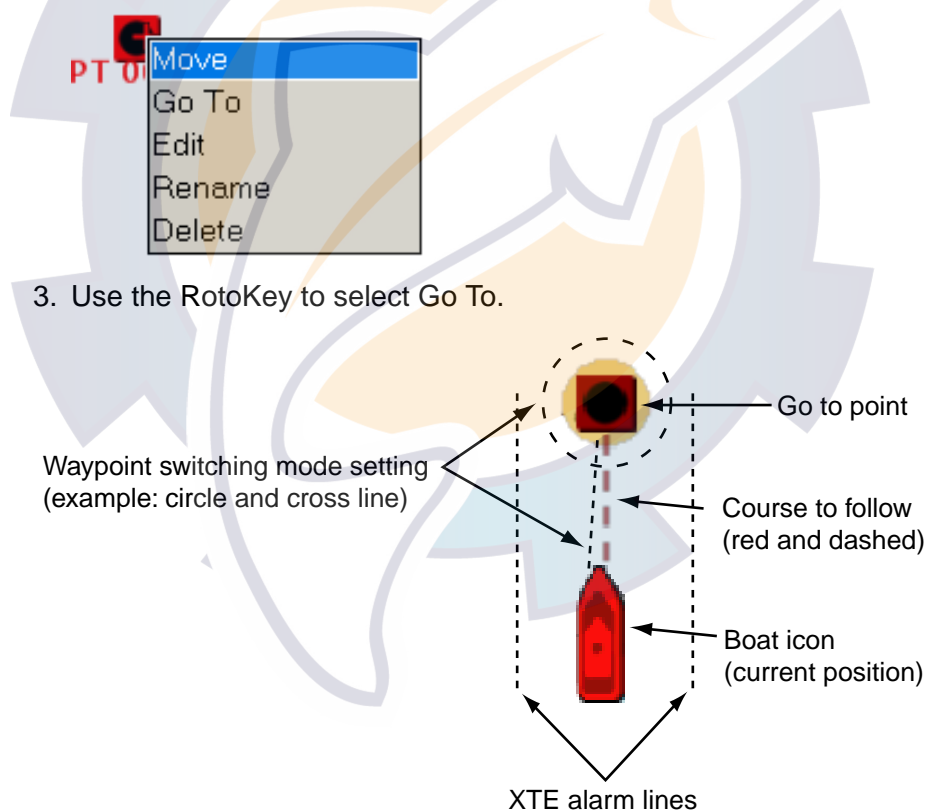 PT
Move
Go To
Edit
Rename
Delete
3. Use the RotoKey to select Go To.
Go to point
Waypoint switching mode setting
(example: circle and cross line)
Course to follow
(red and dashed)
Boat icon
(current position)
XTE alarm lines